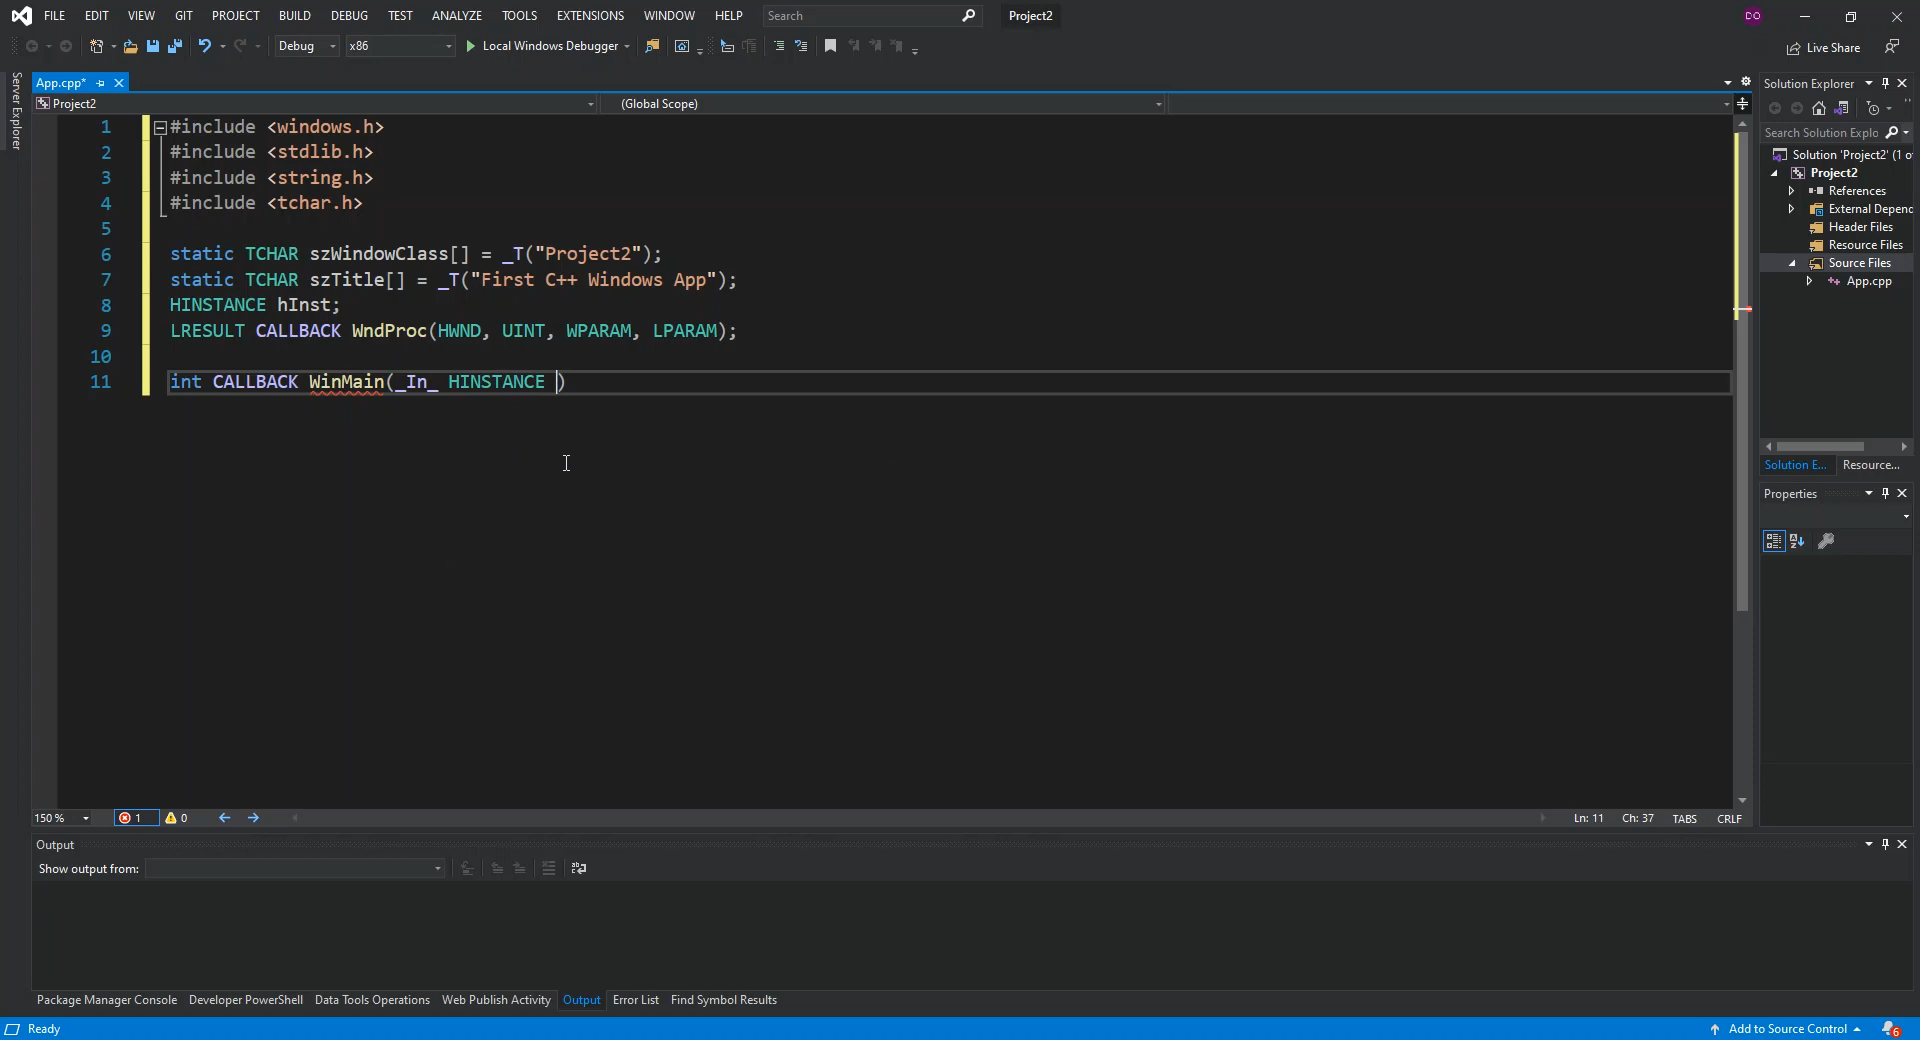 FILE EDIT VIEW GIT PROJECT BUILD DEBUG TEST ANALYZE TOOLS EXTENSIONS WINDOW HELP Search Project2 DO
Debug x86 Local Windows Debugger Live Share
Server Explorer
App.cpp*
Project2 (Global Scope)
1 #include <windows.h>
2 #include <stdlib.h>
3 #include <string.h>
4 #include <tchar.h>
5
6 static TCHAR szWindowClass[] = _T("Project2");
7 static TCHAR szTitle[] = _T("First C++ Windows App");
8 HINSTANCE hInst;
9 LRESULT CALLBACK WndProc(HWND, UINT, WPARAM, LPARAM);
10
11 int CALLBACK WinMain(_In_ HINSTANCE )
150 % 1 0 Ln: 11 Ch: 37 TABS CRLF
Solution Explorer
Search Solution Explo
Solution 'Project2' (1 o
Project2
References
External Depend
Header Files
Resource Files
Source Files
App.cpp
Solution E... Resource...
Properties
Output
Show output from:
Package Manager Console Developer PowerShell Data Tools Operations Web Publish Activity Output Error List Find Symbol Results
Ready Add to Source Control 6